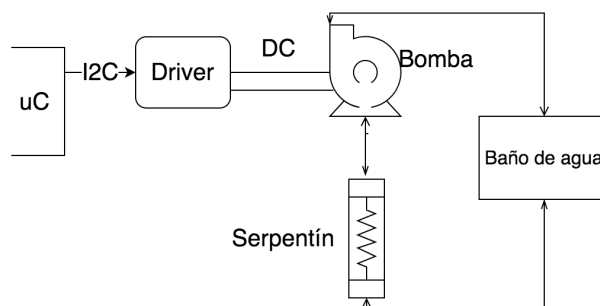 DC
Bomba
I2C
Driver
uC
Baño de agua
Serpentín